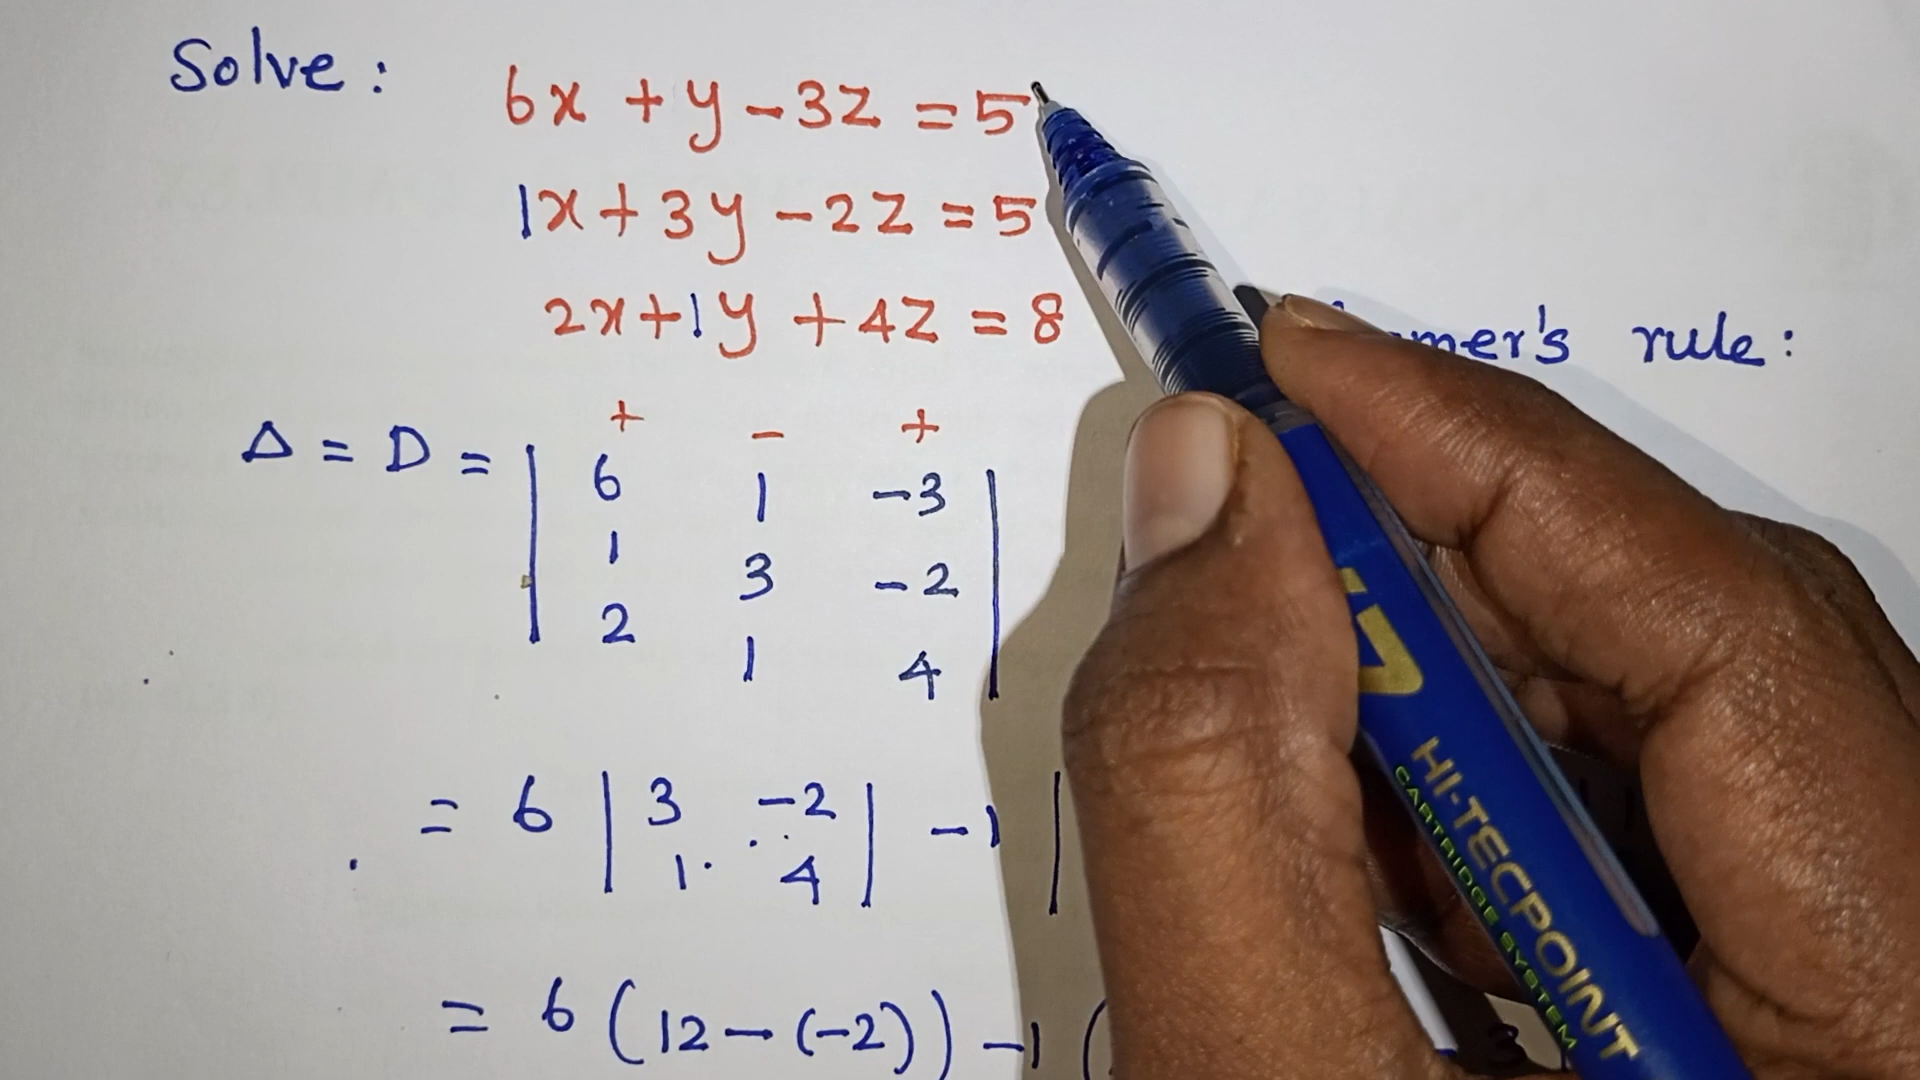 Solve :
6x + y - 3z = 5
1x + 3y - 2z = 5
2x + 1y + 4z = 8
rule :
+ - +
Δ = D = | 6 1 -3 |
1 3 -2
2 1 4
= 6 | 3 -2 | - 1 |
1 4
= 6 ( 12 - (-2) ) - 1 (
HI-TECPOINT
CARTRIDGE SYSTEM